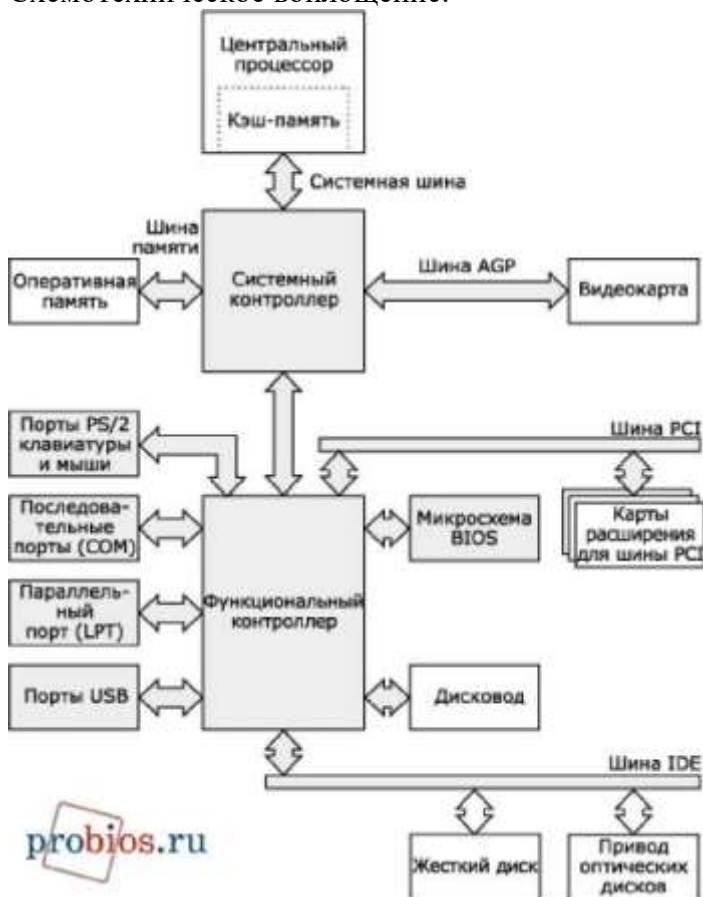 Схемотехническое воплощение:
Центральный
процессор
Кэш-память
Системная шина
Шина
памяти
Оперативная
память
Системный
контроллер
Шина AGP
Видеокарта
Порты PS/2
клавиатуры
и мыши
Шина PCI
Последова-
тельные
порты (COM)
Микросхема
BIOS
Карты
расширения
для шины PCI
Параллель-
ный
порт (LPT)
Функциональный
контроллер
Порты USB
Дисковод
Шина IDE
probios.ru
Жесткий диск
Привод
оптических
дисков